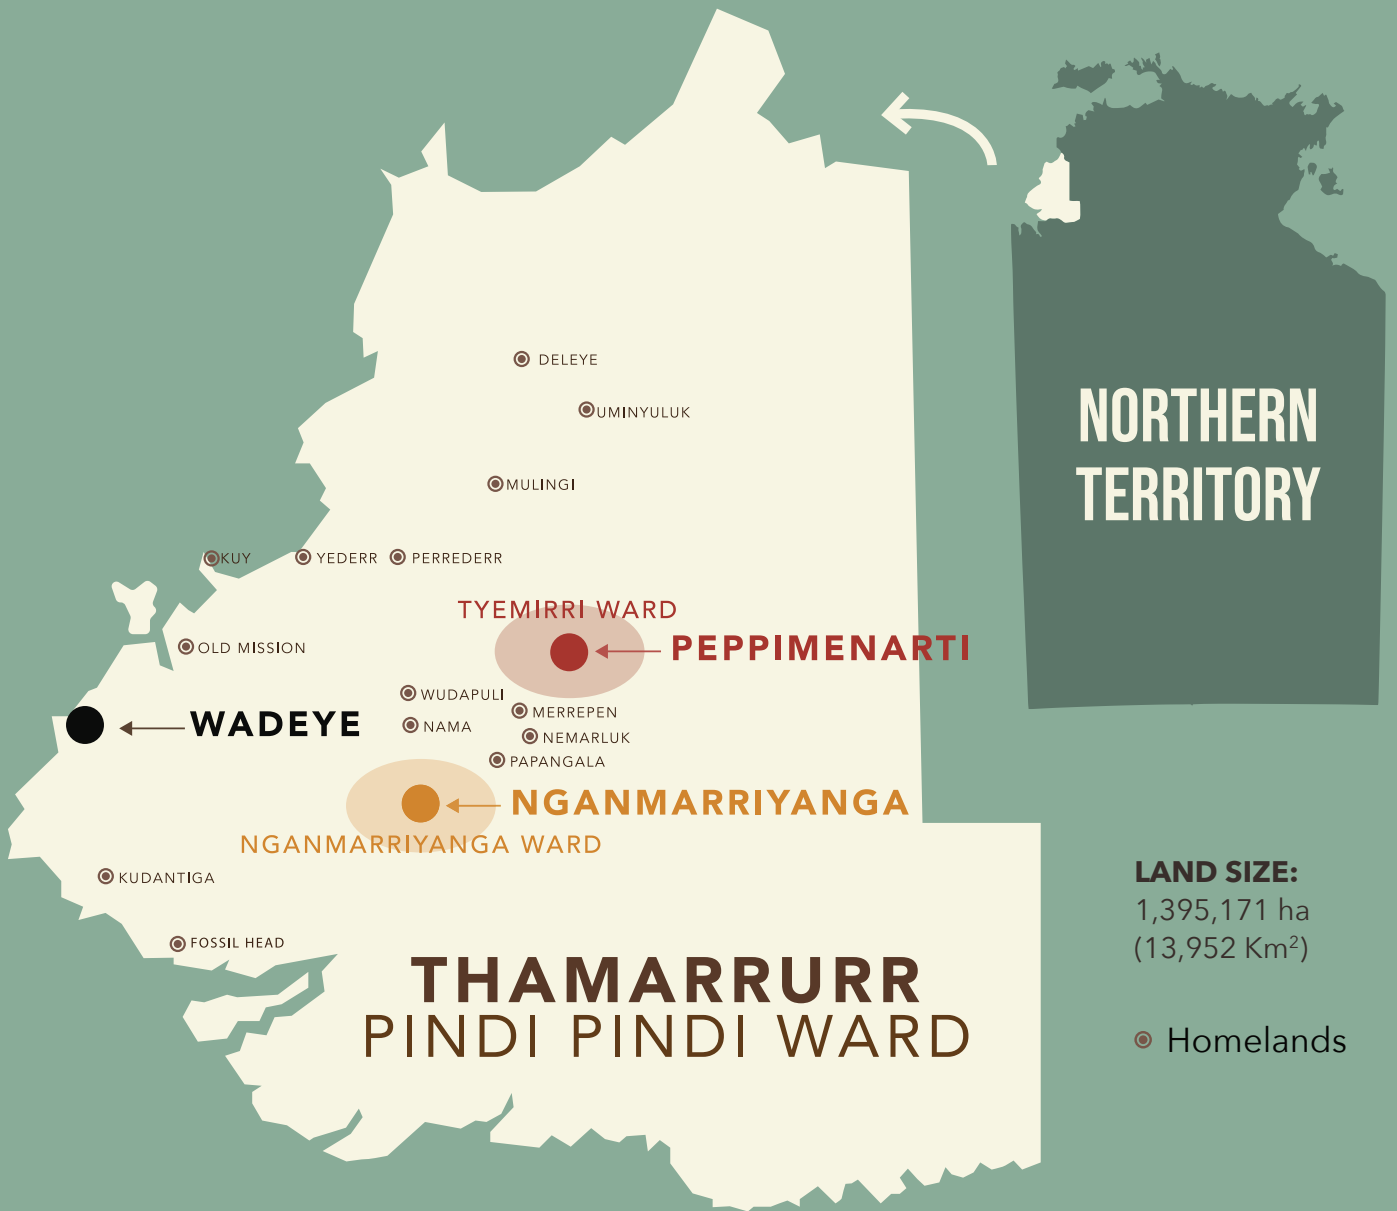 DELEYE
UMINYULUK
MULINGI
KUY
YEDERR
PERREDERR
TYEMIRRI WARD
PEPPIMENARTI
OLD MISSION
WUDAPULI
MERREPEN
WADEYE
NAMA
NEMARLUK
PAPANGALA
NGANMARRIYANGA
NGANMARRIYANGA WARD
KUDANTIGA
FOSSIL HEAD
THAMARRURR
PINDI PINDI WARD
NORTHERN
TERRITORY
LAND SIZE:
1,395,171 ha
(13,952 Km²)
Homelands